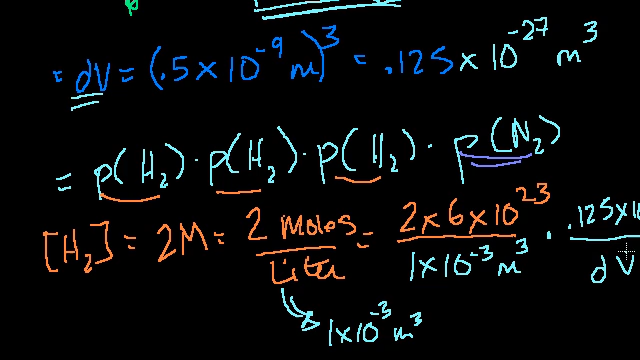 = dV = (.5 x 10^-9 m)^3 = .125 x 10^-27 m^3
= p(H₂) · p(H₂) · p(H₂) · p(N₂)
[H₂] = 2M = 2 moles / Liter = 2 x 6 x 10^23 / 1 x 10^-3 m^3 · .125 x 10 / dV
1 x 10^-3 m^3